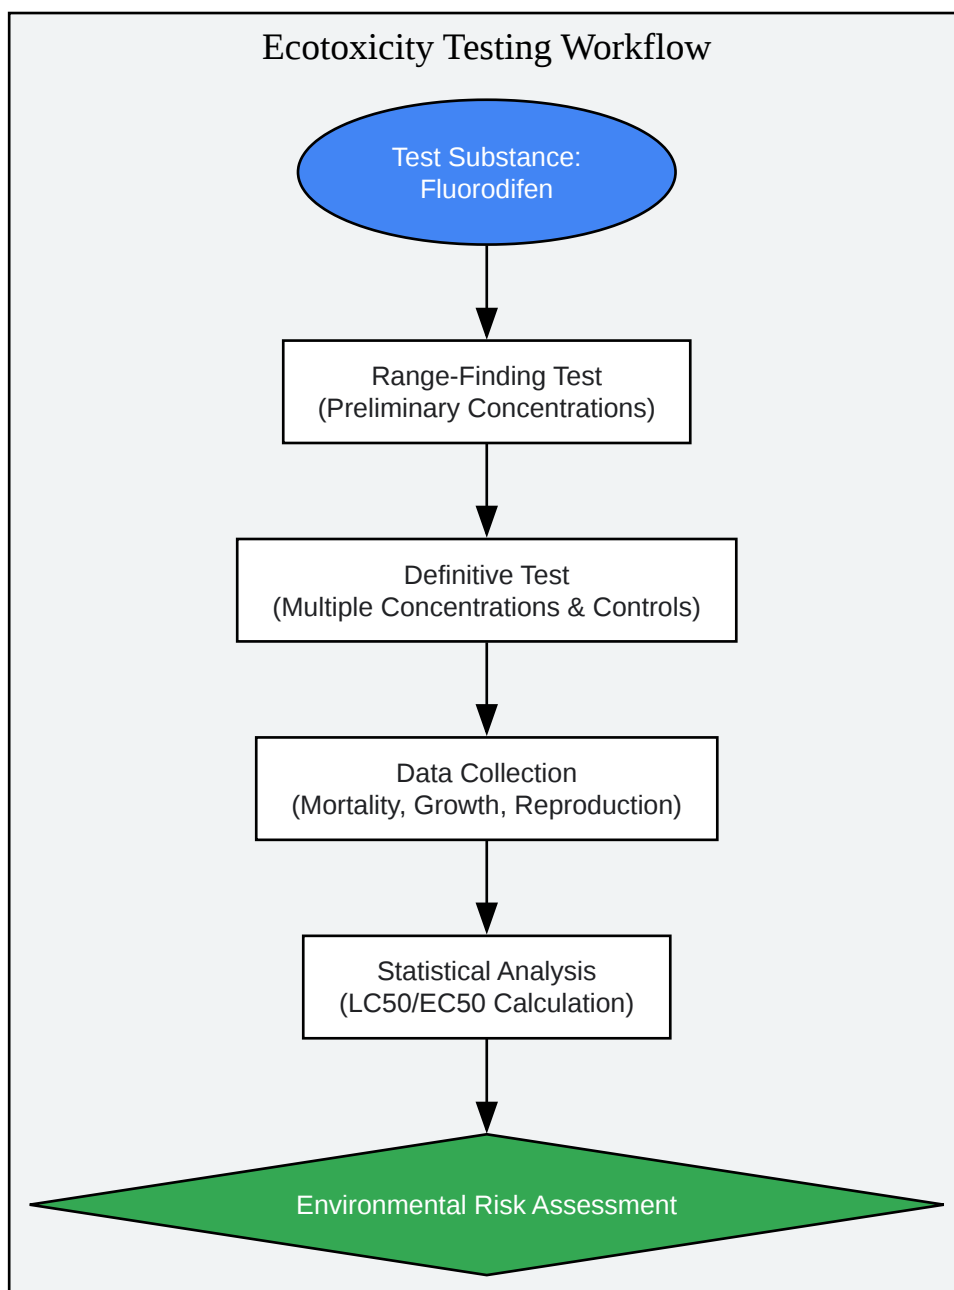 Ecotoxicity Testing Workflow
Test Substance:
Fluorodifen
Range-Finding Test
(Preliminary Concentrations)
Definitive Test
(Multiple Concentrations & Controls)
Data Collection
(Mortality, Growth, Reproduction)
Statistical Analysis
(LC50/EC50 Calculation)
Environmental Risk Assessment